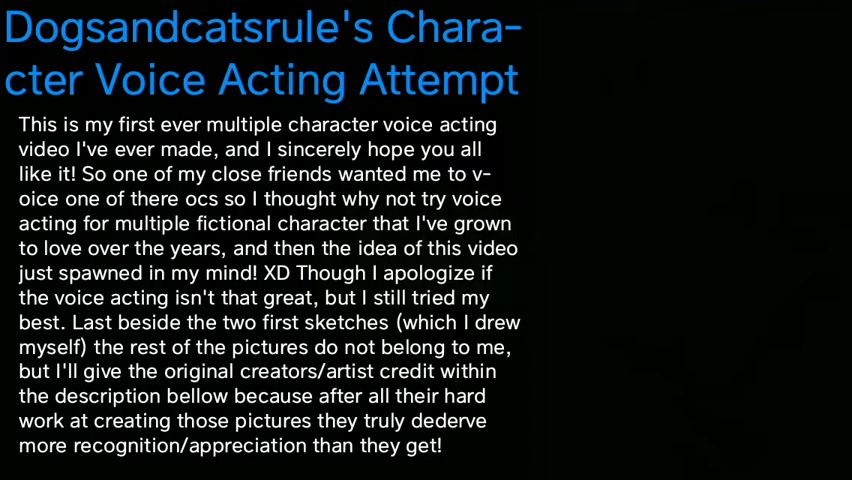 Dogsandcatsrule's Chara-
cter Voice Acting Attempt
This is my first ever multiple character voice acting
video I've ever made, and I sincerely hope you all
like it! So one of my close friends wanted me to v-
oice one of there ocs so I thought why not try voice
acting for multiple fictional character that I've grown
to love over the years, and then the idea of this video
just spawned in my mind! XD Though I apologize if
the voice acting isn't that great, but I still tried my
best. Last beside the two first sketches (which I drew
myself) the rest of the pictures do not belong to me,
but I'll give the original creators/artist credit within
the description bellow because after all their hard
work at creating those pictures they truly dederve
more recognition/appreciation than they get!